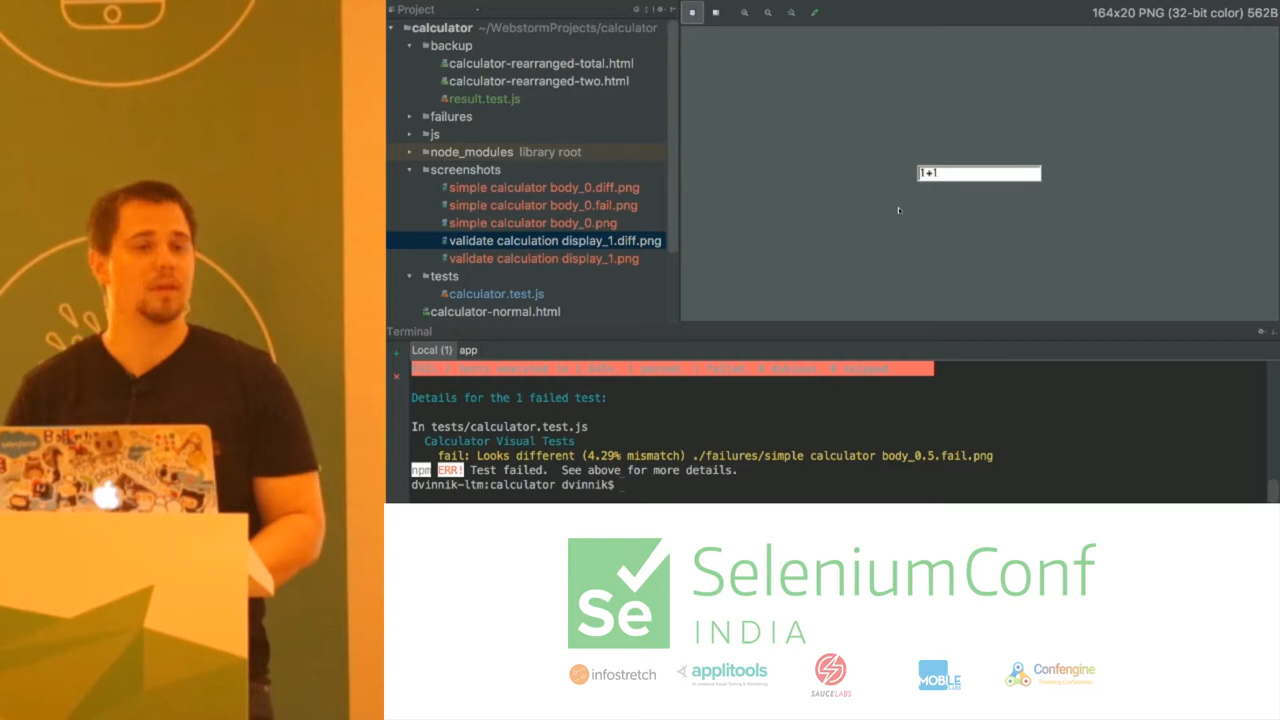 Project
164x20 PNG (32-bit color) 562B
calculator ~/WebstormProjects/calculator
backup
calculator-rearranged-total.html
calculator-rearranged-two.html
result.test.js
failures
js
node_modules library root
screenshots
simple calculator body_0.diff.png
simple calculator body_0.fail.png
simple calculator body_0.png
validate calculation display_1.diff.png
validate calculation display_1.png
tests
calculator.test.js
calculator-normal.html
1+1
Terminal
Local (1) app
Details for the 1 failed test:
In tests/calculator.test.js
Calculator Visual Tests
fail: Looks different (4.29% mismatch) ./failures/simple calculator body_0.5.fail.png
npm ERR! Test failed. See above for more details.
dvinnik-ltm:calculator dvinnik$
Se
SeleniumConf
INDIA
infostretch
applitools
SAUCELABS
MOBILE
LABS
Confengine